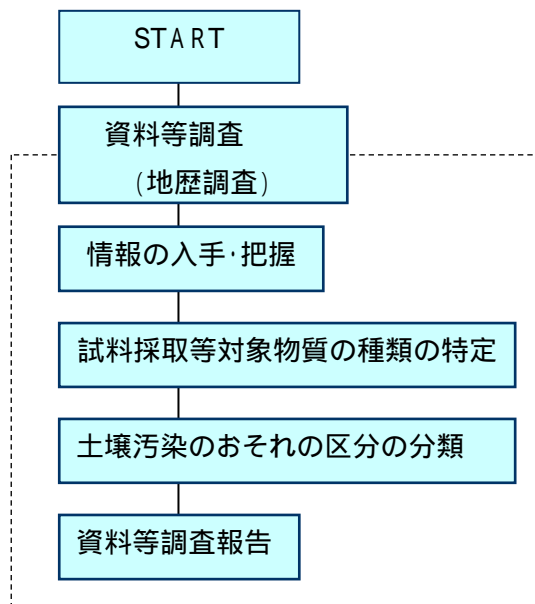 START
資料等調査
(地歴調査)
情報の入手･把握
試料採取等対象物質の種類の特定
土壌汚染のおそれの区分の分類
資料等調査報告